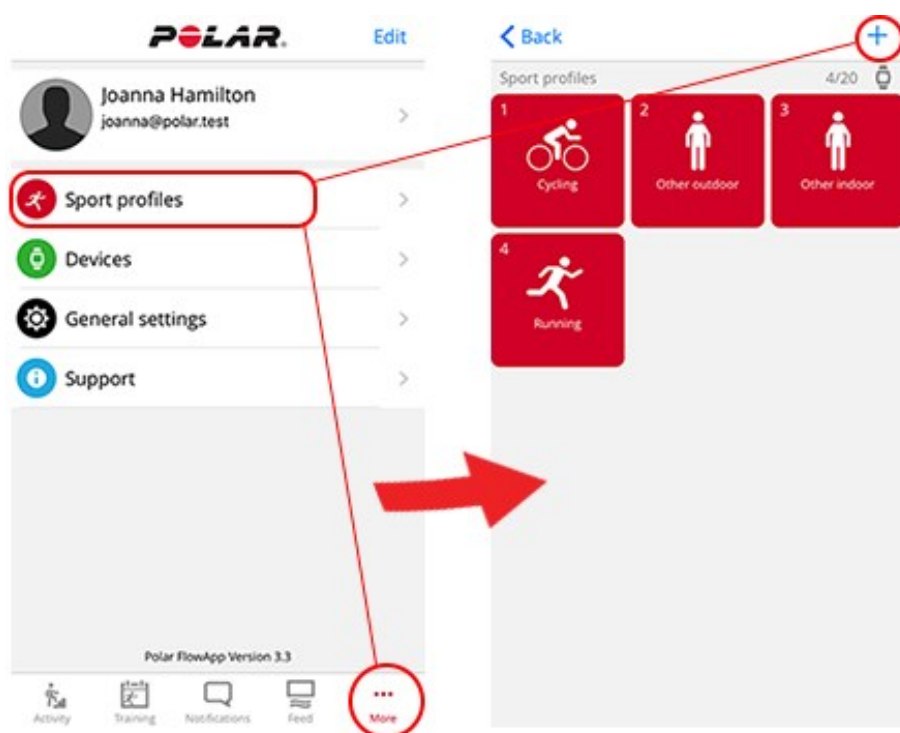 POLAR.
Edit
Joanna Hamilton
joanna@polar.test
Sport profiles
Devices
General settings
Support
Polar FlowApp Version 3.3
Activity
Training
Notifications
Feed
More
Back
+
Sport profiles
4/20
1
Cycling
2
Other outdoor
3
Other indoor
4
Running